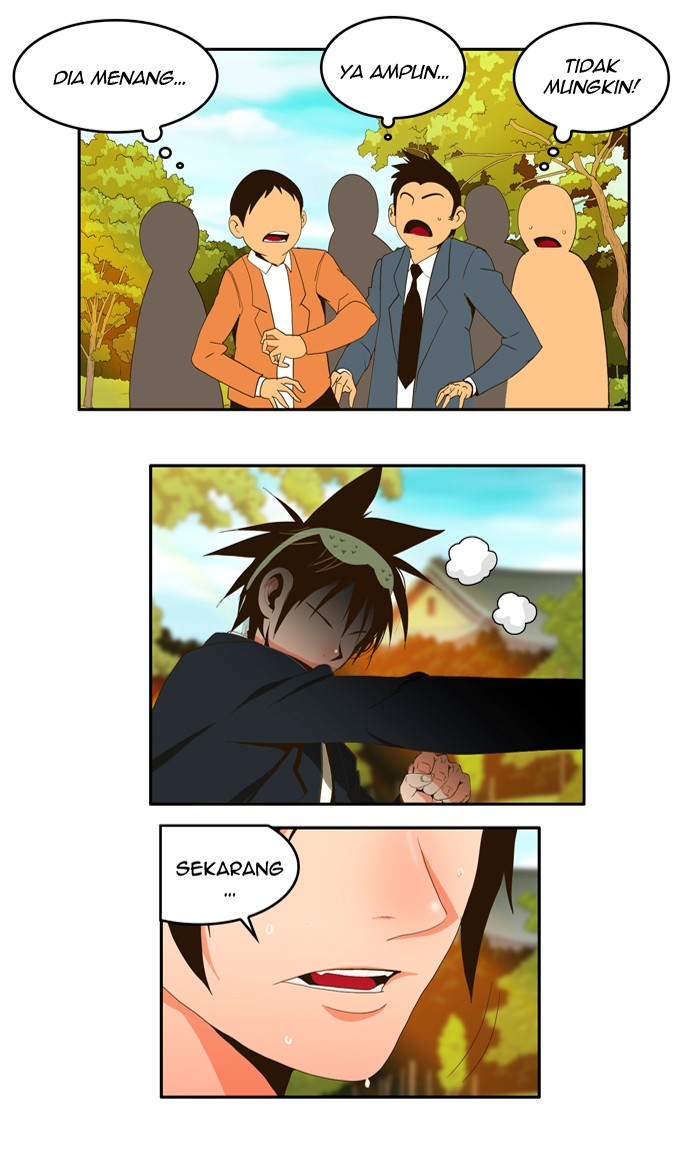 DIA MENANG...
YA AMPUN...
TIDAK
MUNGKIN!
SEKARANG
...